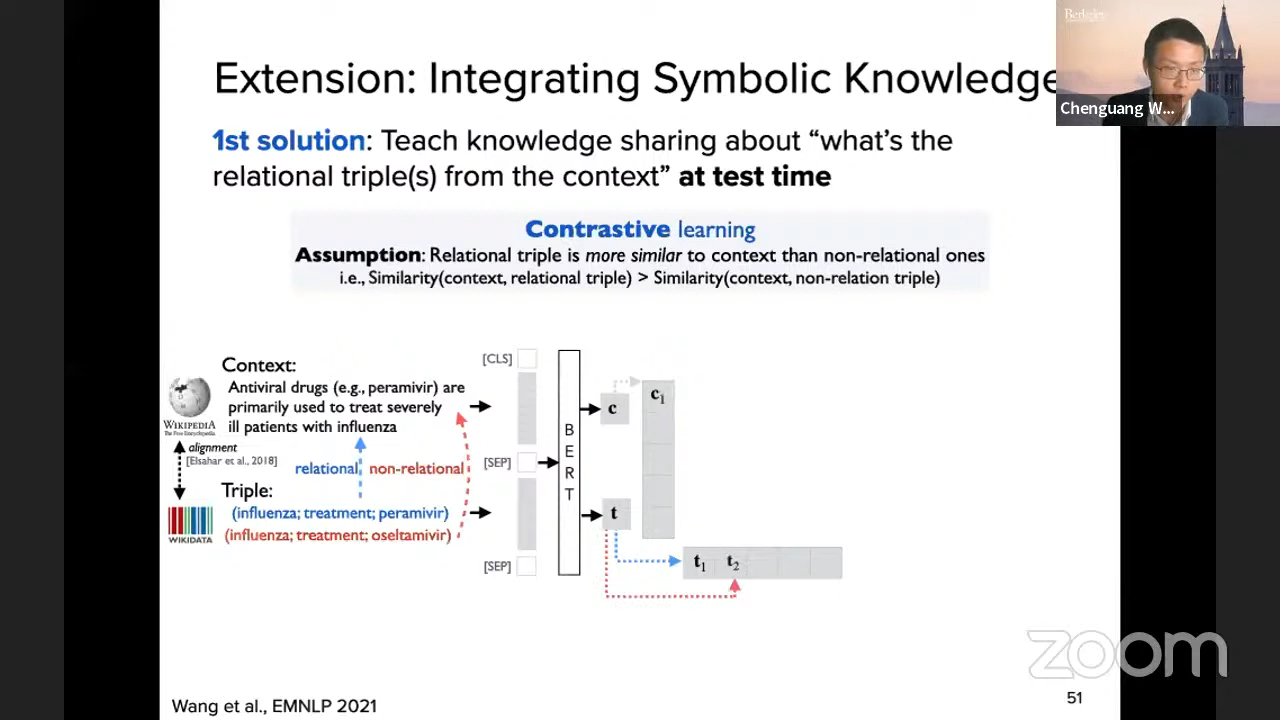 Berkeley
Extension: Integrating Symbolic Knowledge
Chenguang W...
1st solution: Teach knowledge sharing about “what’s the
relational triple(s) from the context” at test time
Contrastive learning
Assumption: Relational triple is more similar to context than non-relational ones
i.e., Similarity(context, relational triple) > Similarity(context, non-relation triple)
Context:
Antiviral drugs (e.g., peramivir) are
primarily used to treat severely
ill patients with influenza
WIKIPEDIA
The Free Encyclopedia
alignment
[Elsahar et al., 2018]
relational
non-relational
Triple:
(influenza; treatment; peramivir)
(influenza; treatment; oseltamivir)
WIKIDATA
[CLS]
[SEP]
[SEP]
BERT
c
c1
t
t1 t2
zoom
Wang et al., EMNLP 2021
51